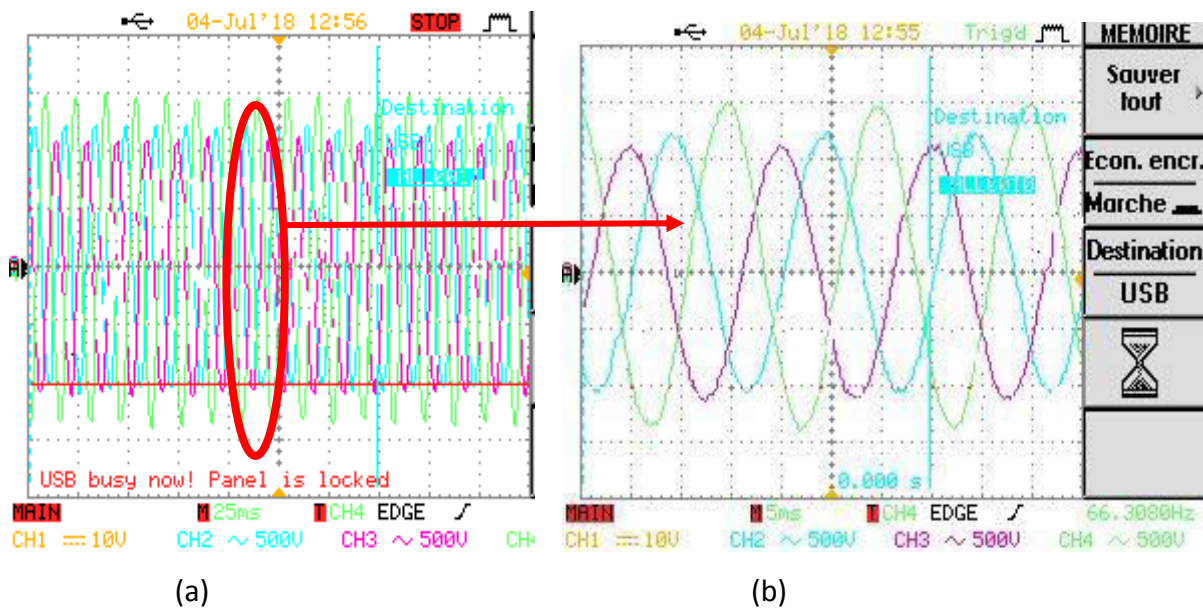 04-Jul'18 12:56 STOP
Destination
USB
USB busy now! Panel is locked
MAIN M 25ms T CH4 EDGE
CH1 10V CH2 ~ 500V CH3 ~ 500V CH4
(a)
04-Jul'18 12:55 Trig'd
MEMOIRE
Sauver
tout
Destination
USB
ALL0010
Econ. encr.
Marche
Destination
USB
0.000 s
MAIN M 5ms T CH4 EDGE 66.3080Hz
CH1 10V CH2 ~ 500V CH3 ~ 500V CH4 ~ 500V
(b)